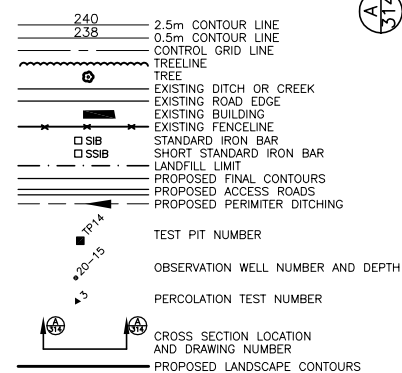 A
314
240 2.5m CONTOUR LINE
238 0.5m CONTOUR LINE
CONTROL GRID LINE
TREELINE
TREE
EXISTING DITCH OR CREEK
EXISTING ROAD EDGE
EXISTING BUILDING
EXISTING FENCELINE
SIB STANDARD IRON BAR
SSIB SHORT STANDARD IRON BAR
LANDFILL LIMIT
PROPOSED FINAL CONTOURS
PROPOSED ACCESS ROADS
PROPOSED PERIMITER DITCHING
TP14 TEST PIT NUMBER
20-15 OBSERVATION WELL NUMBER AND DEPTH
3 PERCOLATION TEST NUMBER
A
314
A
314
CROSS SECTION LOCATION
AND DRAWING NUMBER
PROPOSED LANDSCAPE CONTOURS